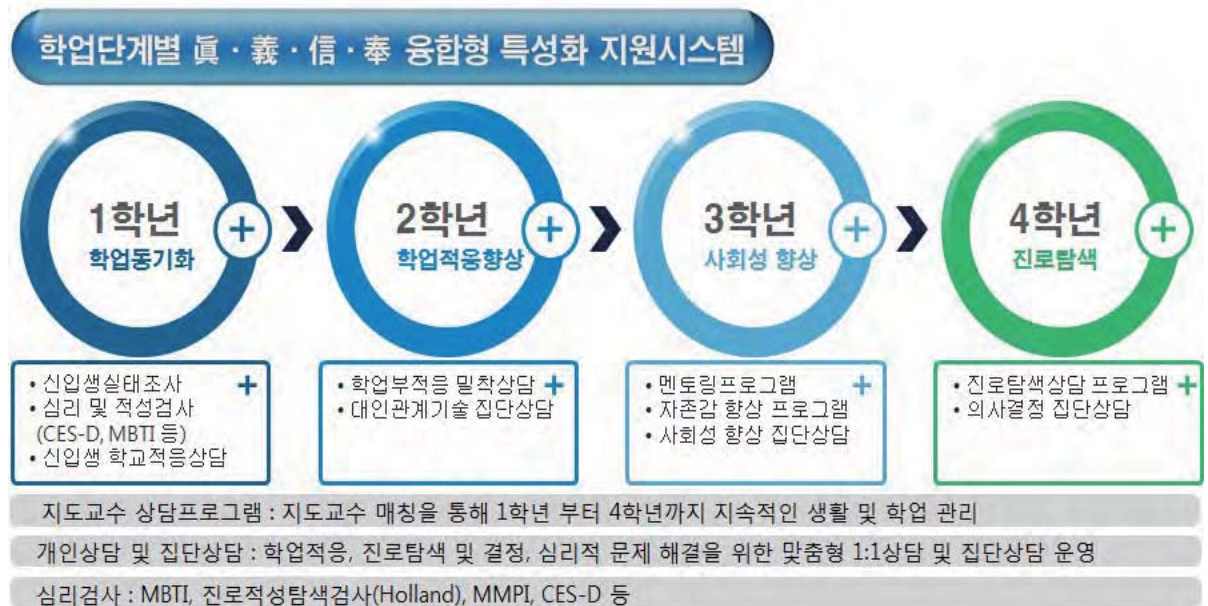 학업단계별 眞·義·信·奉 융합형 특성화 지원시스템
1학년
학업동기화
+
2학년
학업적응향상
+
3학년
사회성 향상
+
4학년
진로탐색
+
• 신입생실태조사 +
• 심리 및 적성검사
(CES-D, MBTI 등)
• 신입생 학교적응상담
• 학업부적응 밀착상담 +
• 대인관계기술 집단상담
• 멘토링프로그램 +
• 자존감 향상 프로그램
• 사회성 향상 집단상담
• 진로탐색상담 프로그램 +
• 의사결정 집단상담
지도교수 상담프로그램 : 지도교수 매칭을 통해 1학년 부터 4학년까지 지속적인 생활 및 학업 관리
개인상담 및 집단상담 : 학업적응, 진로탐색 및 결정, 심리적 문제 해결을 위한 맞춤형 1:1상담 및 집단상담 운영
심리검사 : MBTI, 진로적성탐색검사(Holland), MMPI, CES-D 등